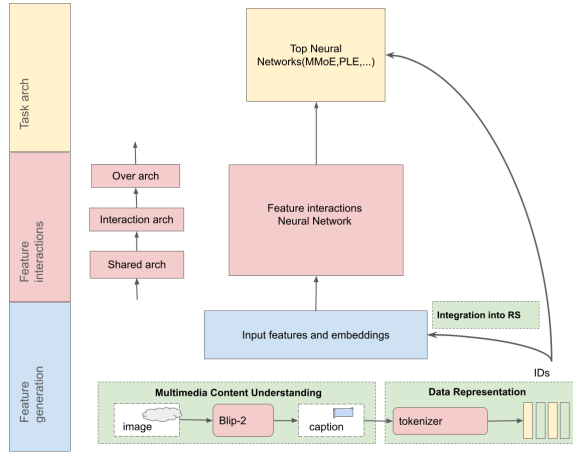 Task arch
Top Neural
Networks(MMoE,PLE,...)
Feature
interactions
Over arch
Interaction arch
Shared arch
Feature interactions
Neural Network
Feature
generation
Input features and embeddings
Integration into RS
IDs
Multimedia Content Understanding
image
Blip-2
caption
Data Representation
tokenizer